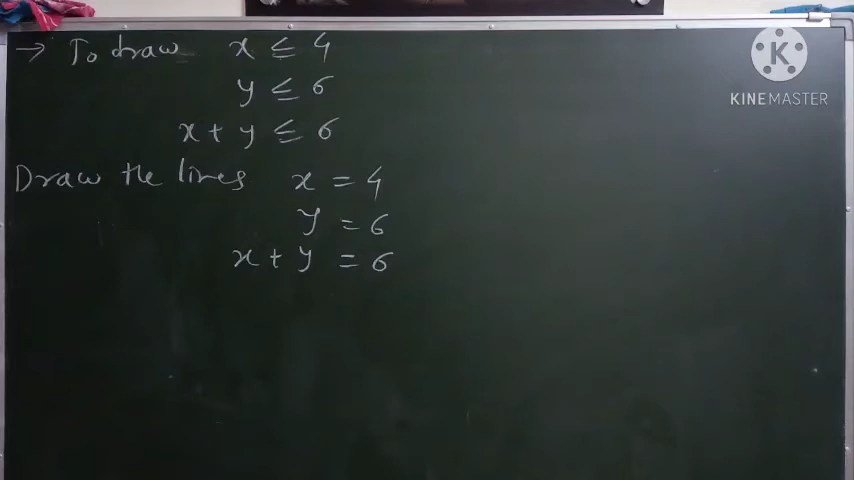 → To draw x ≤ 4
y ≤ 6
x + y ≤ 6
Draw the lines x = 4
y = 6
x + y = 6
K
KINEMASTER